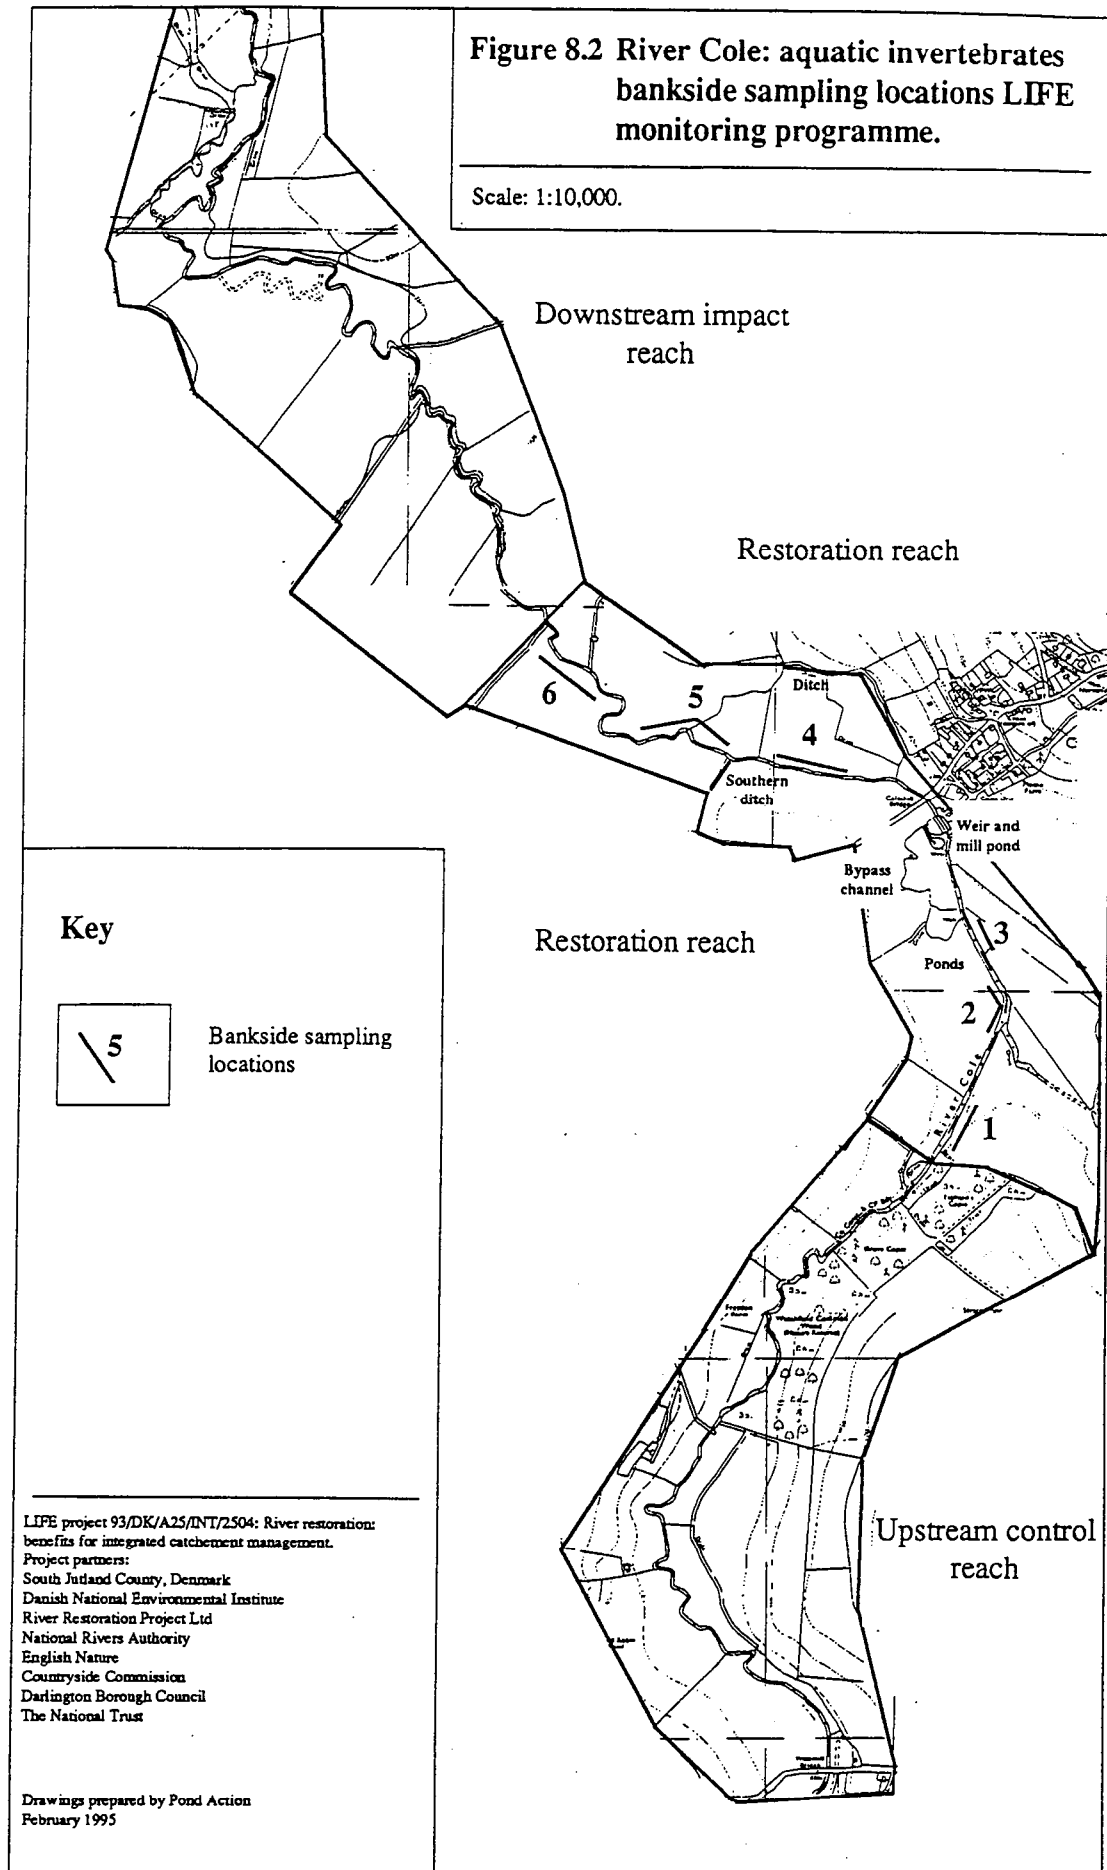 Figure 8.2 River Cole: aquatic invertebrates
bankside sampling locations LIFE
monitoring programme.
Scale: 1:10,000.
Downstream impact
reach
Restoration reach
6
5
Ditch
4
Southern
ditch
Weir and
mill pond
Bypass
channel
Restoration reach
3
Ponds
2
River Cole
1
Upstream control
reach
Key
5
Bankside sampling
locations
LIFE project 93/DK/A25/INT/2504: River restoration:
benefits for integrated catchement management.
Project partners:
South Jutland County, Denmark
Danish National Environmental Institute
River Restoration Project Ltd
National Rivers Authority
English Nature
Countryside Commission
Darlington Borough Council
The National Trust
Drawings prepared by Pond Action
February 1995